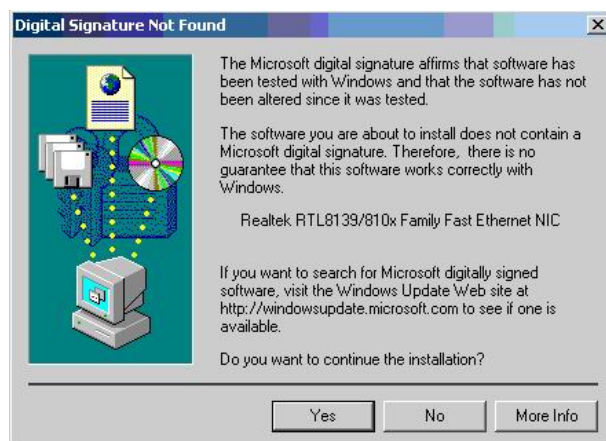 Digital Signature Not Found
The Microsoft digital signature affirms that software has
been tested with Windows and that the software has not
been altered since it was tested.
The software you are about to install does not contain a
Microsoft digital signature. Therefore, there is no
guarantee that this software works correctly with
Windows.
Realtek RTL8139/810x Family Fast Ethernet NIC
If you want to search for Microsoft digitally signed
software, visit the Windows Update Web site at
http://windowsupdate.microsoft.com to see if one is
available.
Do you want to continue the installation?
Yes No More Info